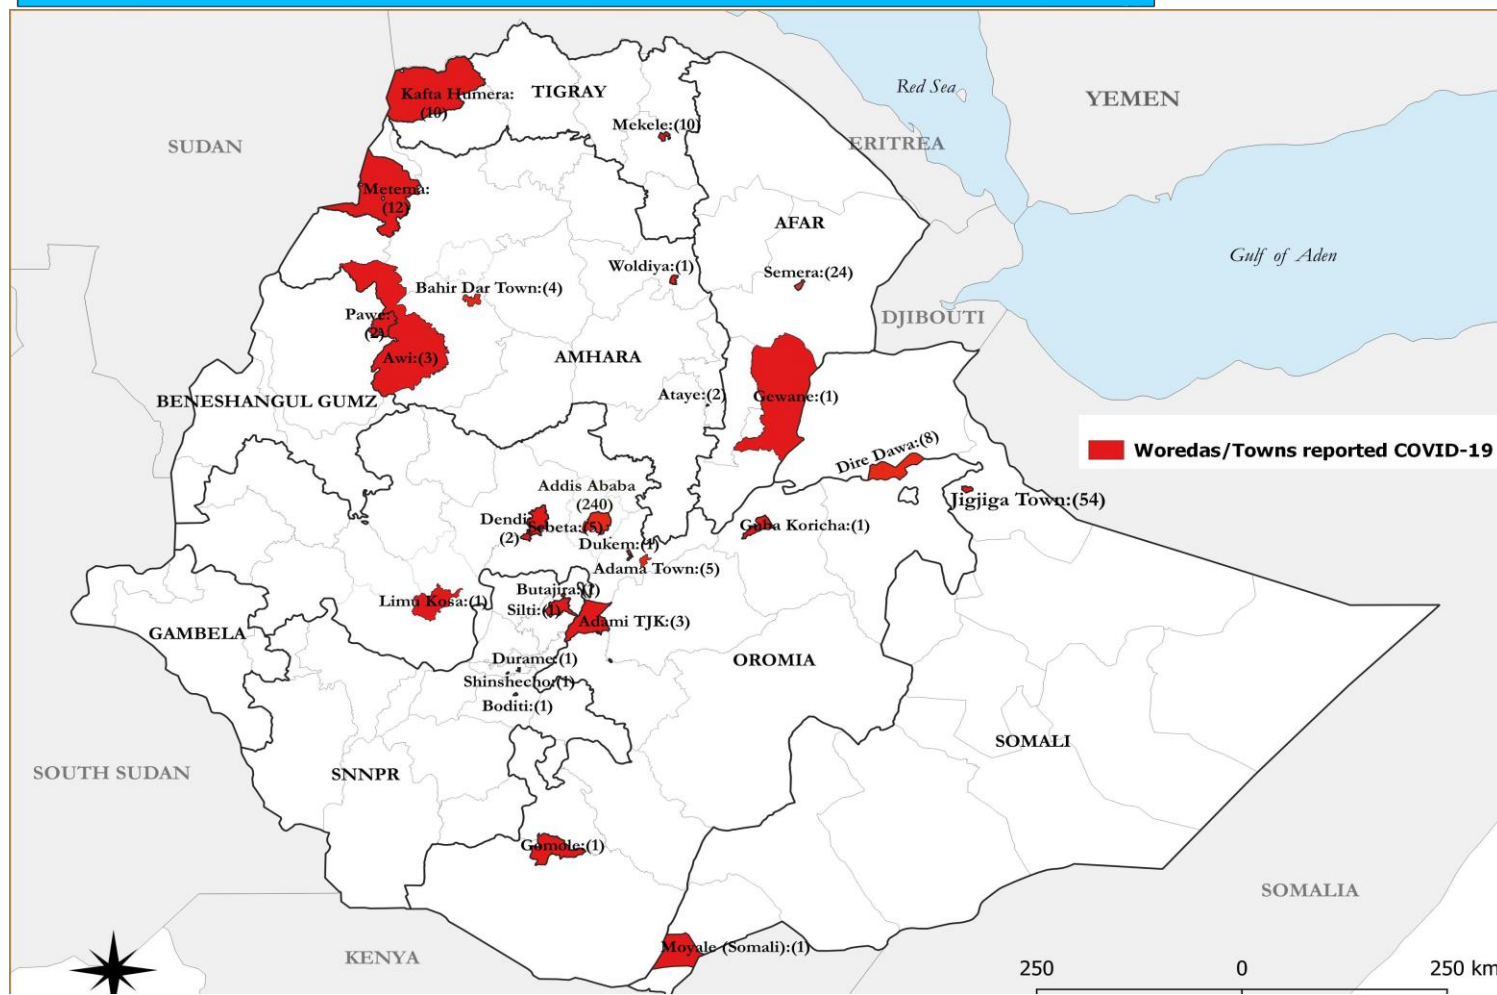 Red Sea
YEMEN
Kafta Humera:
(10)
TIGRAY
Mekele:(10)
ERITREA
SUDAN
Metema:
(12)
AFAR
Woldiya:(1)
Semera:(24)
Gulf of Aden
Bahir Dar Town:(4)
Pawe:
(2)
DJIBOUTI
Awi:(3)
AMHARA
Ataye:(2)
Gewane:(1)
BENESHANGUL GUMZ
Dire Dawa:(8)
Woredas/Towns reported COVID-19
Addis Ababa
(240)
Jigjiga Town:(54)
Dendi:
(2)
Sebeta:(5)
Guba Koricha:(1)
Dukem:(1)
Adama Town:(5)
Butajira:(1)
Limu Kosa:(1)
Silti:(1)
Adami TJK:(3)
GAMBELA
Durame:(1)
OROMIA
Shinshecho:(1)
Boditi:(1)
SOMALI
SOUTH SUDAN
SNNPR
Gomole:(1)
SOMALIA
Moyale (Somali):(1)
KENYA
250 0 250 km